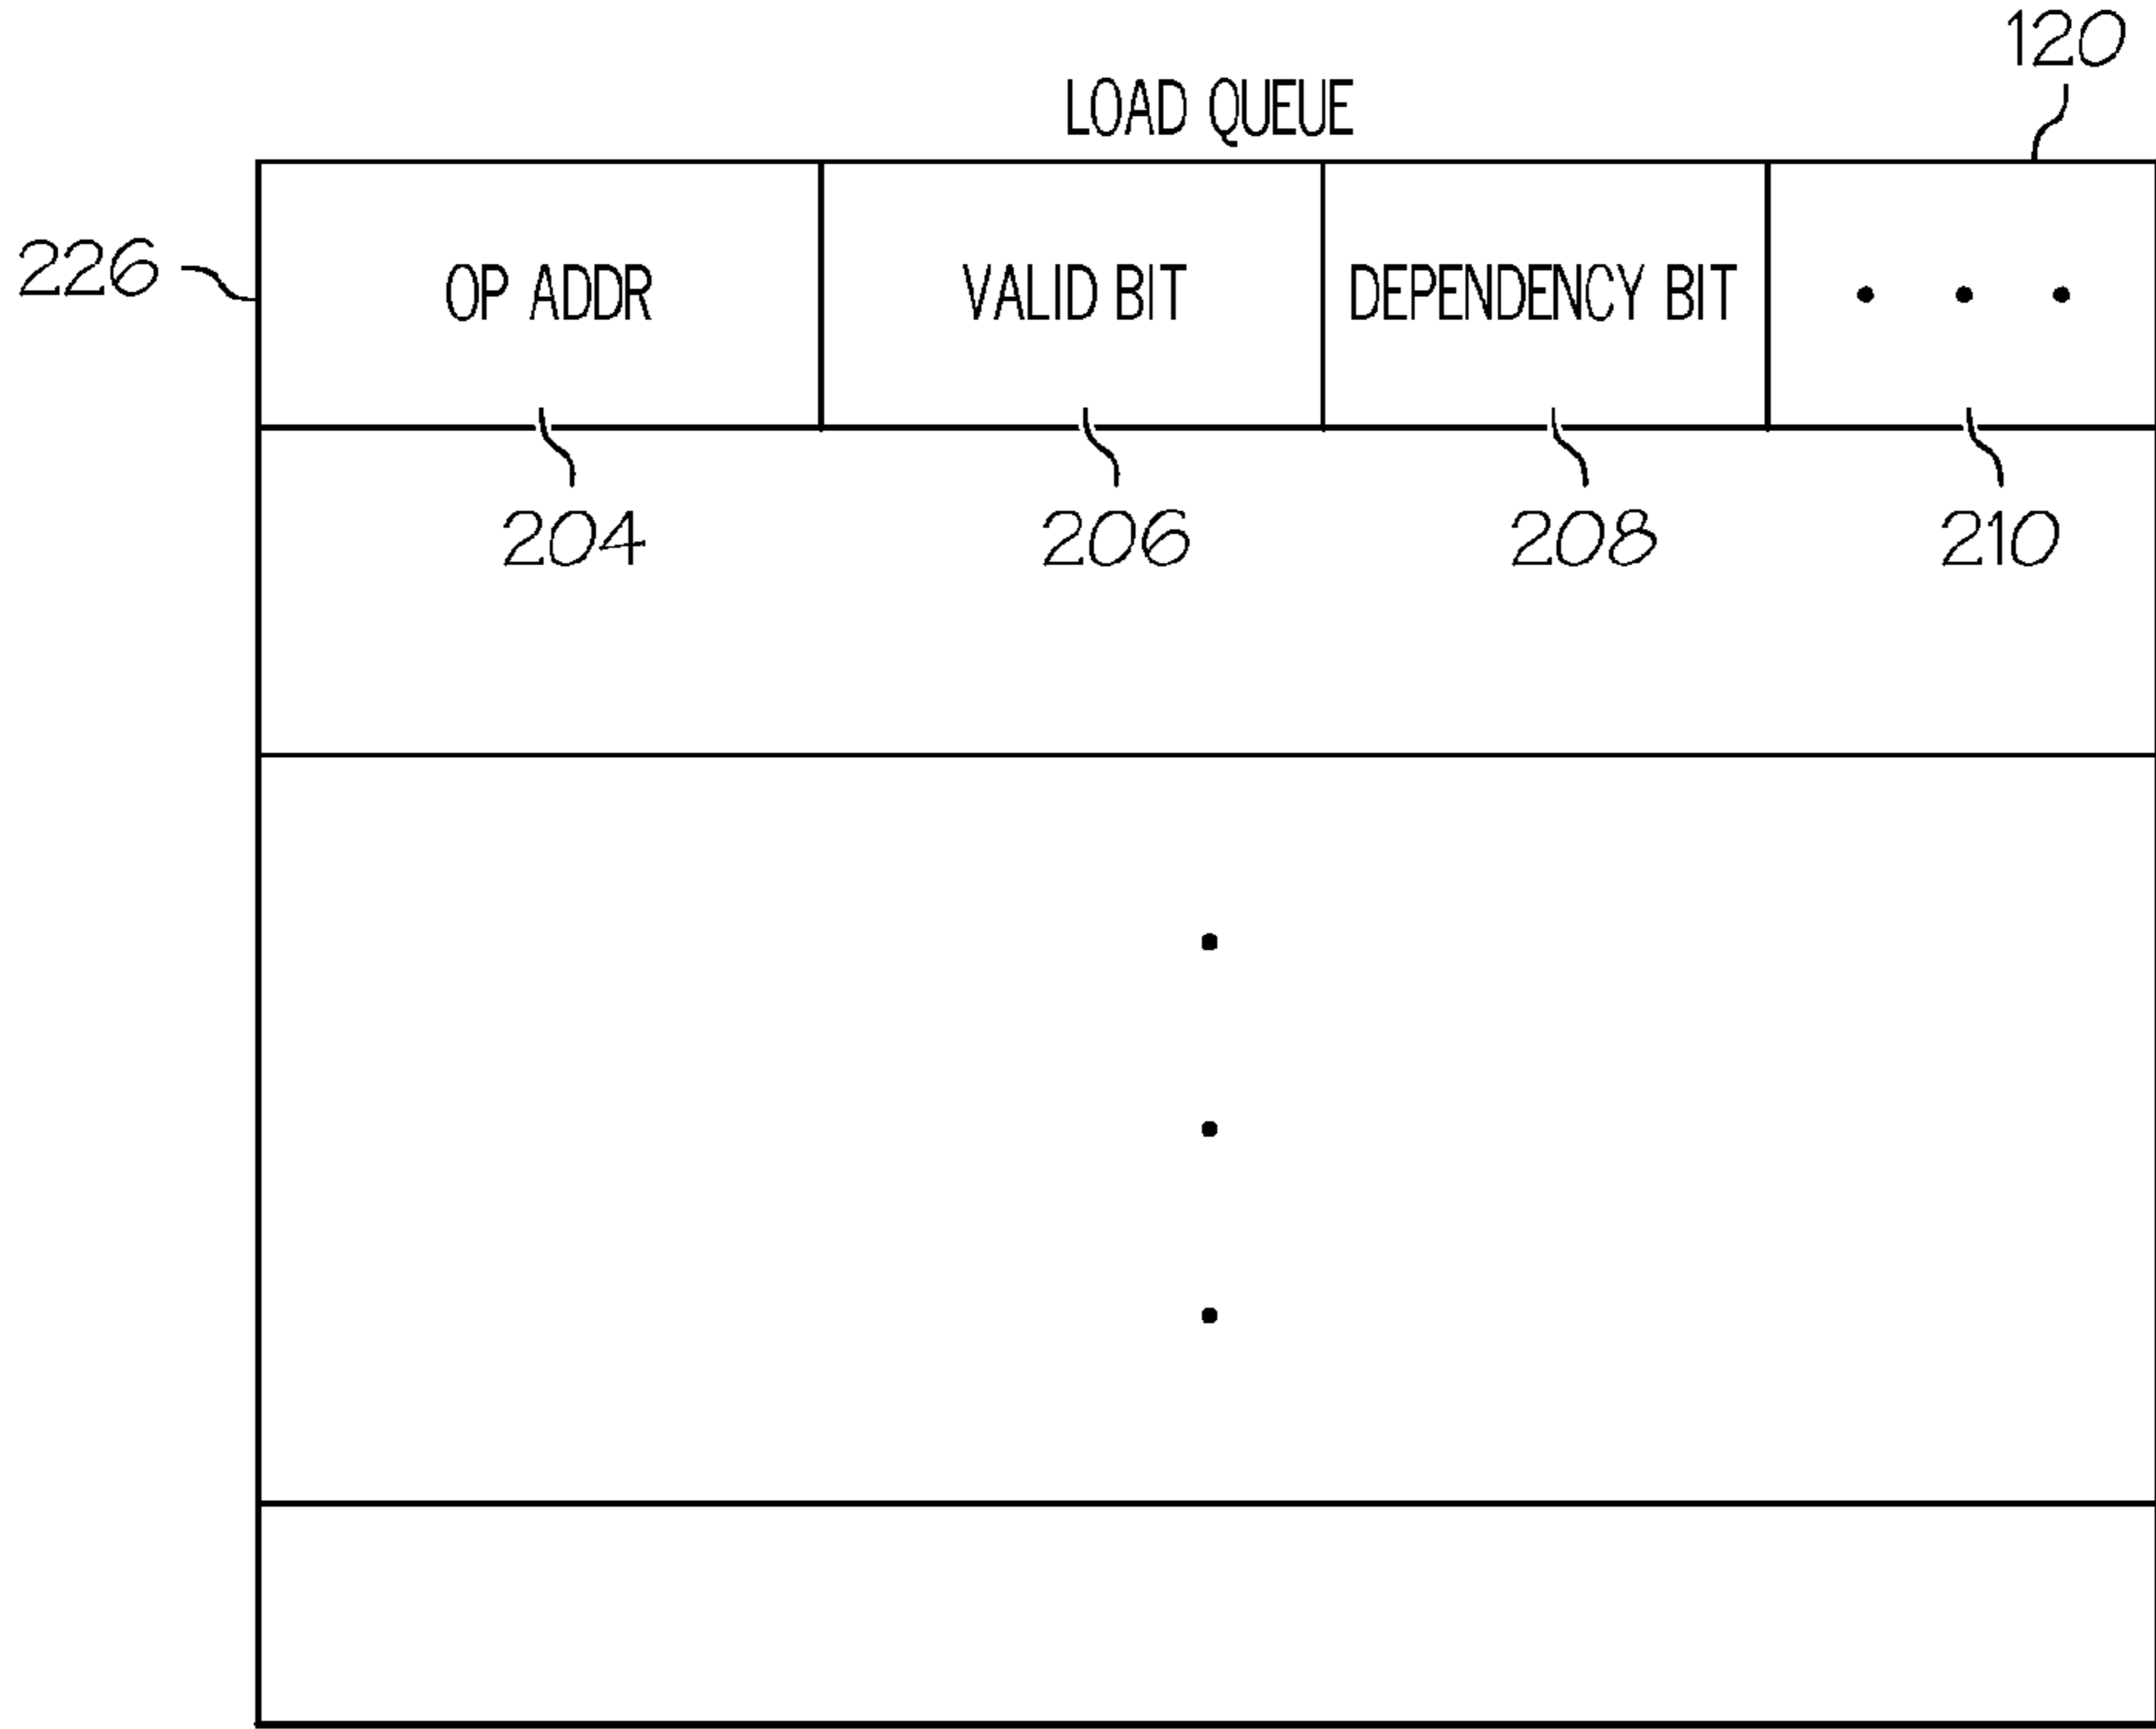 120
LOAD QUEUE
226 OP ADDR VALID BIT DEPENDENCY BIT • • •
204 206 208 210